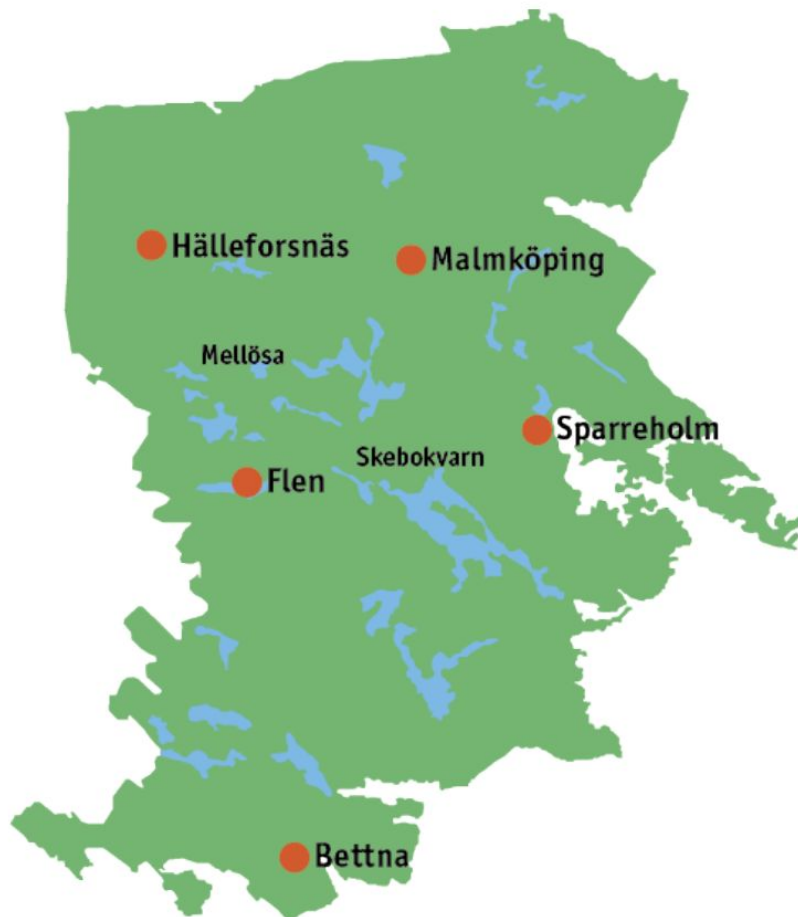 Hälleforsnäs
Malmköping
Mellösa
Sparreholm
Skebokvarn
Flen
Bettna